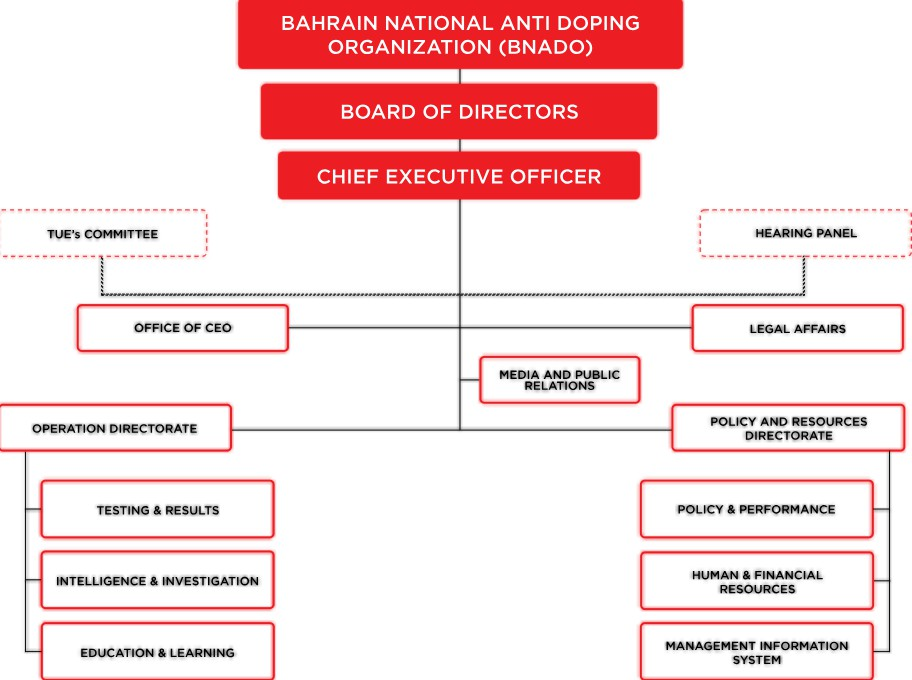 BAHRAIN NATIONAL ANTI DOPING
ORGANIZATION (BNADO)
BOARD OF DIRECTORS
CHIEF EXECUTIVE OFFICER
TUE's COMMITTEE
HEARING PANEL
OFFICE OF CEO
LEGAL AFFAIRS
MEDIA AND PUBLIC
RELATIONS
OPERATION DIRECTORATE
POLICY AND RESOURCES
DIRECTORATE
TESTING & RESULTS
POLICY & PERFORMANCE
INTELLIGENCE & INVESTIGATION
HUMAN & FINANCIAL
RESOURCES
EDUCATION & LEARNING
MANAGEMENT INFORMATION
SYSTEM